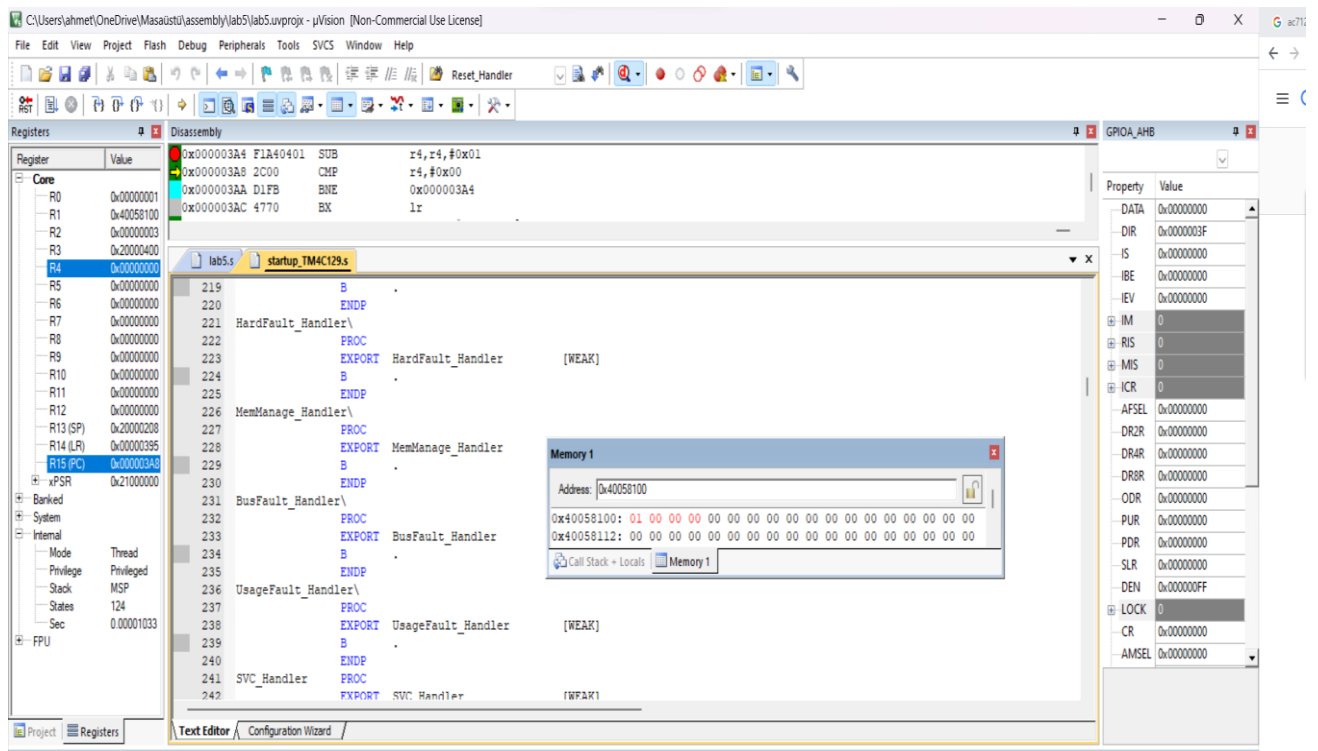 C:\Users\ahmet\OneDrive\Masaüstü\assembly\lab5\lab5.uvprojx - µVision [Non-Commercial Use License]
File Edit View Project Flash Debug Peripherals Tools SVCS Window Help
Reset_Handler
RST
Registers
Register Value
Core
R0 0x00000001
R1 0x40058100
R2 0x00000003
R3 0x20000400
R4 0x00000000
R5 0x00000000
R6 0x00000000
R7 0x00000000
R8 0x00000000
R9 0x00000000
R10 0x00000000
R11 0x00000000
R12 0x00000000
R13 (SP) 0x20000208
R14 (LR) 0x00000395
R15 (PC) 0x000003A8
xPSR 0x21000000
Banked
System
Internal
Mode Thread
Privilege Privileged
Stack MSP
States 124
Sec 0.00001033
FPU
Project Registers
Disassembly
0x000003A4 F1A40401 SUB r4,r4,#0x01
0x000003A8 2C00 CMP r4,#0x00
0x000003AA D1FB BNE 0x000003A4
0x000003AC 4770 BX lr
lab5.s startup_TM4C129.s
219 B .
220 ENDP
221 HardFault_Handler\
222 PROC
223 EXPORT HardFault_Handler [WEAK]
224 B .
225 ENDP
226 MemManage_Handler\
227 PROC
228 EXPORT MemManage_Handler
229 B .
230 ENDP
231 BusFault_Handler\
232 PROC
233 EXPORT BusFault_Handler
234 B .
235 ENDP
236 UsageFault_Handler\
237 PROC
238 EXPORT UsageFault_Handler [WEAK]
239 B .
240 ENDP
241 SVC_Handler PROC
242 EXPORT SVC_Handler [WEAK]
Text Editor Configuration Wizard
Memory 1
Address: 0x40058100
0x40058100: 01 00 00 00 00 00 00 00 00 00 00 00 00 00 00 00 00 00
0x40058112: 00 00 00 00 00 00 00 00 00 00 00 00 00 00 00 00 00 00
Call Stack + Locals Memory 1
GPIOA_AHB
Property Value
DATA 0x00000000
DIR 0x0000003F
IS 0x00000000
IBE 0x00000000
IEV 0x00000000
IM 0
RIS 0
MIS 0
ICR 0
AFSEL 0x00000000
DR2R 0x00000000
DR4R 0x00000000
DR8R 0x00000000
ODR 0x00000000
PUR 0x00000000
PDR 0x00000000
SLR 0x00000000
DEN 0x000000FF
LOCK 0
CR 0x00000000
AMSEL 0x00000000